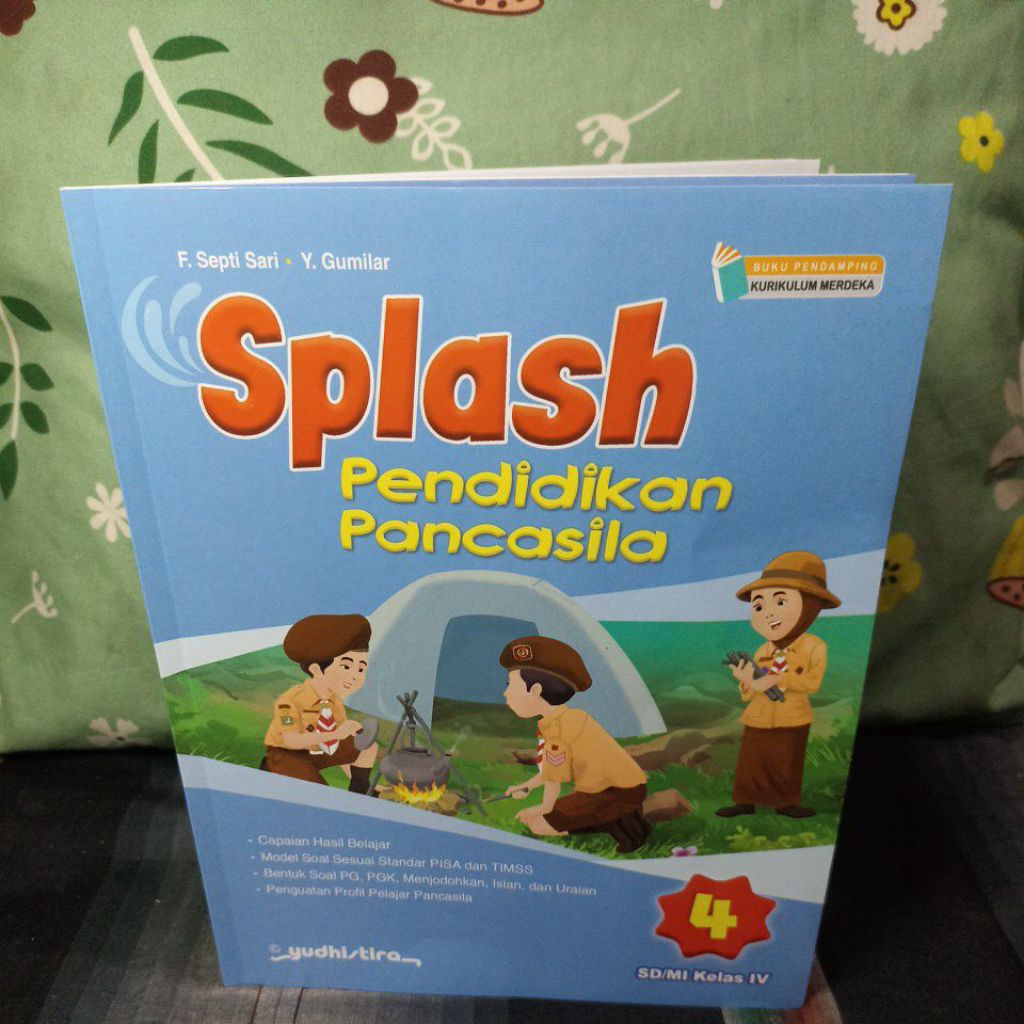 F. Septi Sari • Y. Gumilar
BUKU PENDAMPING
KURIKULUM MERDEKA
Splash
Pendidikan
Pancasila
- Capaian Hasil Belajar
- Model Soal Sesuai Standar PISA dan TIMSS
- Bentuk Soal PG, PGK, Menjodohkan, Isian, dan Uraian
- Penguatan Profil Pelajar Pancasila
4
© yudhistira
SD/MI Kelas IV